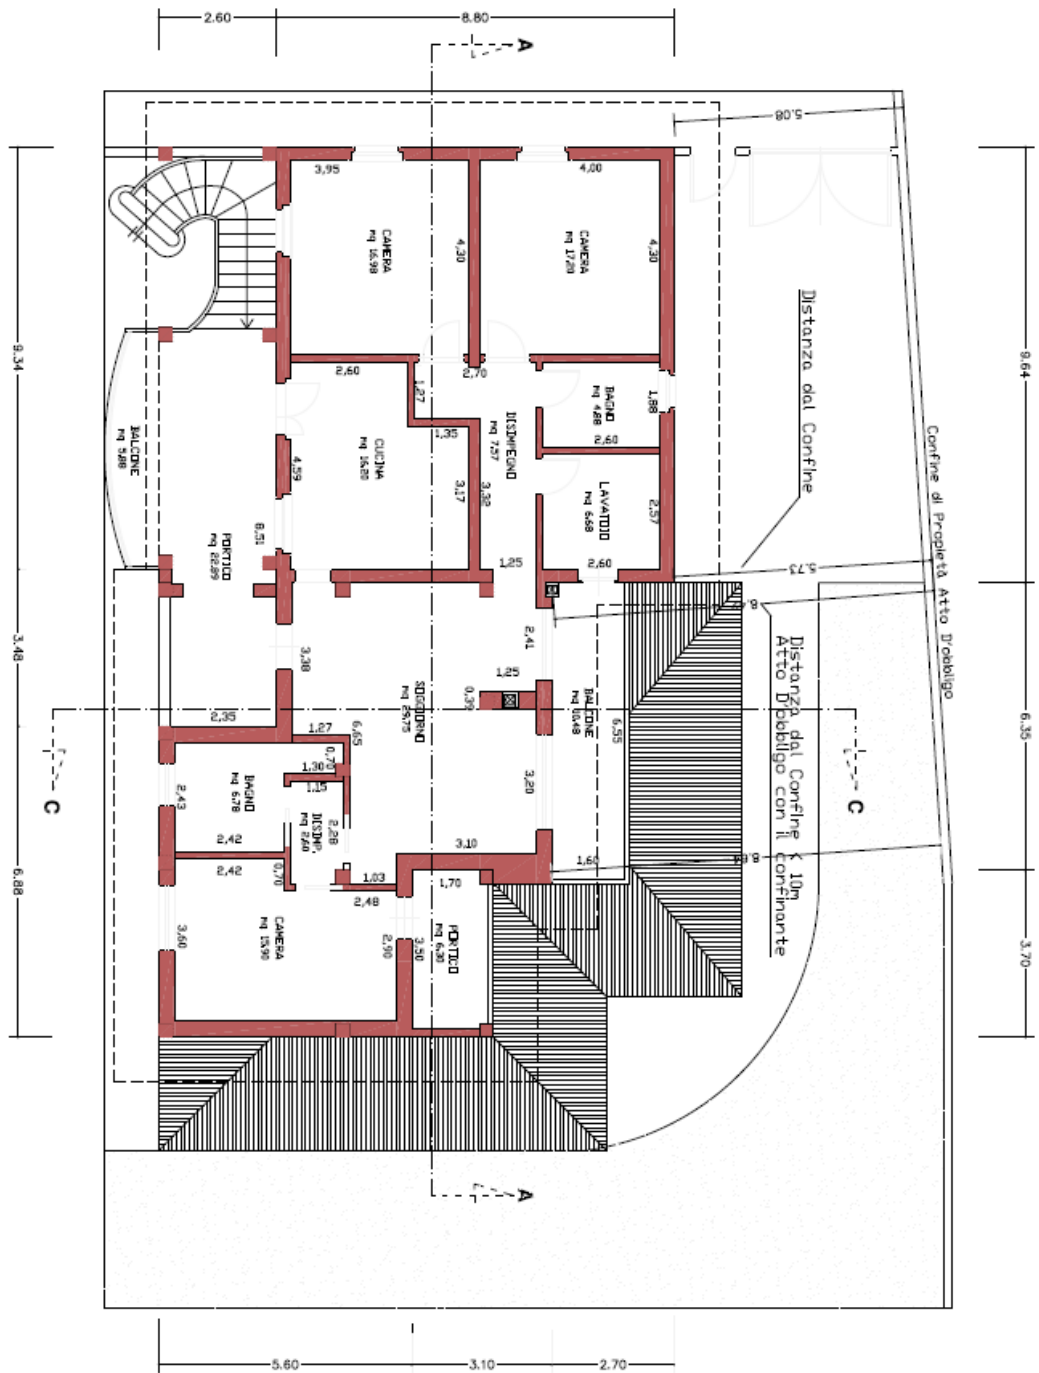 2.60
8.80
A
5.08
3,95
4,00
CAMERA
mq 16.98
4,30
CAMERA
mq 17.20
4,30
Distanza dal Confine
9.34
9.64
2,60
1,27
2,70
BAGNO
mq 4.88
1,88
2,60
1,35
DISIMPEGNO
mq 7.57
CUCINA
mq 16.20
BALCONE
mq 5.88
4,59
3,17
3,32
LAVATOIO
mq 6.68
2,57
Confine di Propietà Atto D'obbligo
8,51
PORTICO
mq 22.89
1,25
2,60
5.73
3.48
2,41
3,38
1,25
SOGGIORNO
mq 29.75
0,39
BALCONE
mq 10.48
6,55
Distanza dal Confine < 10m
Atto D'obbligo con il confinante
6.35
2,35
1,27
6,65
0,70
C
C
1,30
1,15
BAGNO
mq 6.78
2,43
3,20
DISIMP.
mq 2.60
2,28
2,42
3,10
1,60
8.64
2,42
0,70
1,03
1,70
2,48
6.88
3.70
3,60
CAMERA
mq 15.90
2,90
3,50
PORTICO
mq 6.30
A
5.60
3.10
2.70